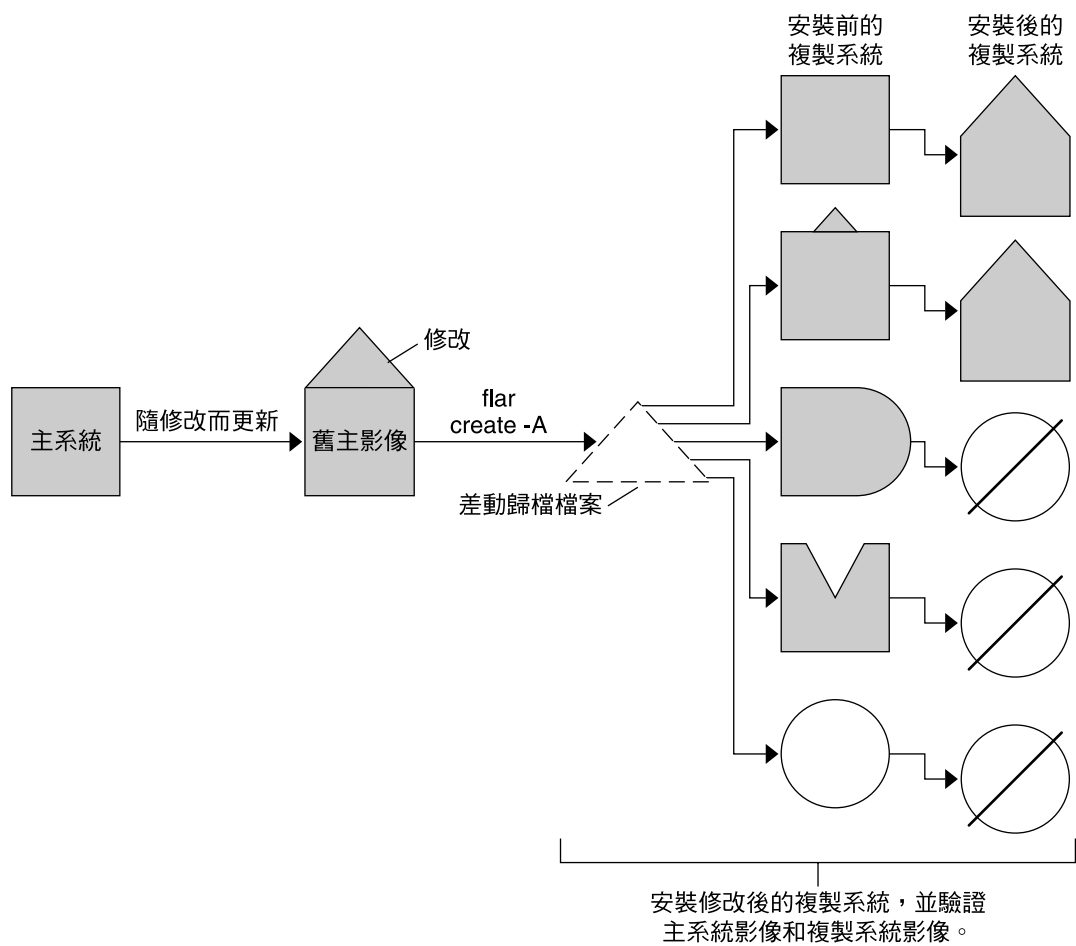 安裝前的
複製系統
安裝後的
複製系統
修改
主系統
隨修改而更新
舊主影像
flar
create -A
差動歸檔檔案
安裝修改後的複製系統，並驗證
主系統影像和複製系統影像。